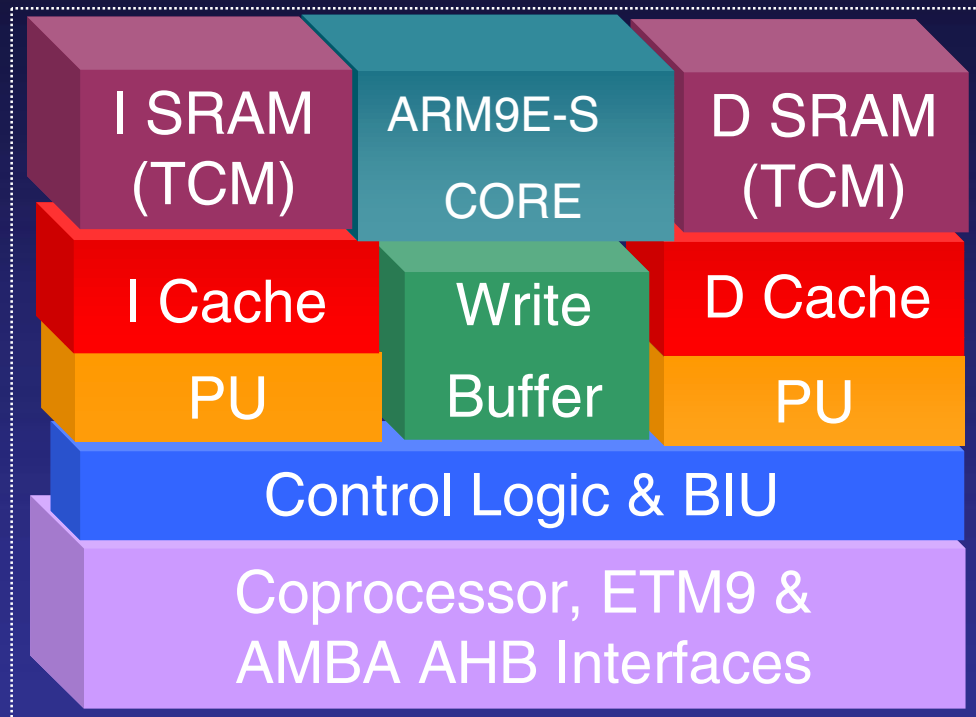 I SRAM
(TCM)
ARM9E-S
CORE
D SRAM
(TCM)
I Cache
Write
Buffer
D Cache
PU
PU
Control Logic & BIU
Coprocessor, ETM9 &
AMBA AHB Interfaces